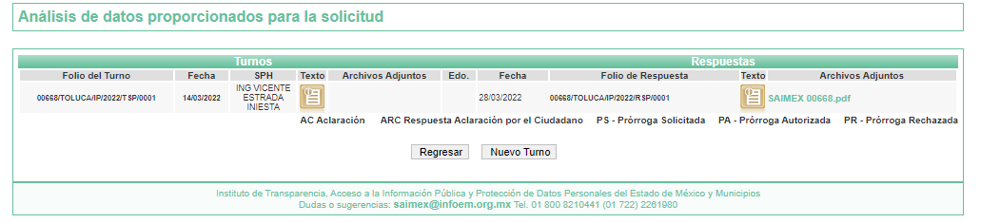 Análisis de datos proporcionados para la solicitud
Turnos Respuestas
Folio del Turno Fecha SPH Texto Archivos Adjuntos Edo. Fecha Folio de Respuesta Texto Archivos Adjuntos
00668/TOLUCA/IP/2022/TSP/0001 14/03/2022 ING VICENTE ESTRADA INIESTA 28/03/2022 00668/TOLUCA/IP/2022/RSP/0001 SAIMEX 00668.pdf
AC Aclaración ARC Respuesta Aclaración por el Ciudadano PS - Prórroga Solicitada PA - Prórroga Autorizada PR - Prórroga Rechazada
Regresar Nuevo Turno
Instituto de Transparencia, Acceso a la Información Pública y Protección de Datos Personales del Estado de México y Municipios
Dudas o sugerencias: saimex@infoem.org.mx Tel. 01 800 8210441 (01 722) 2261980